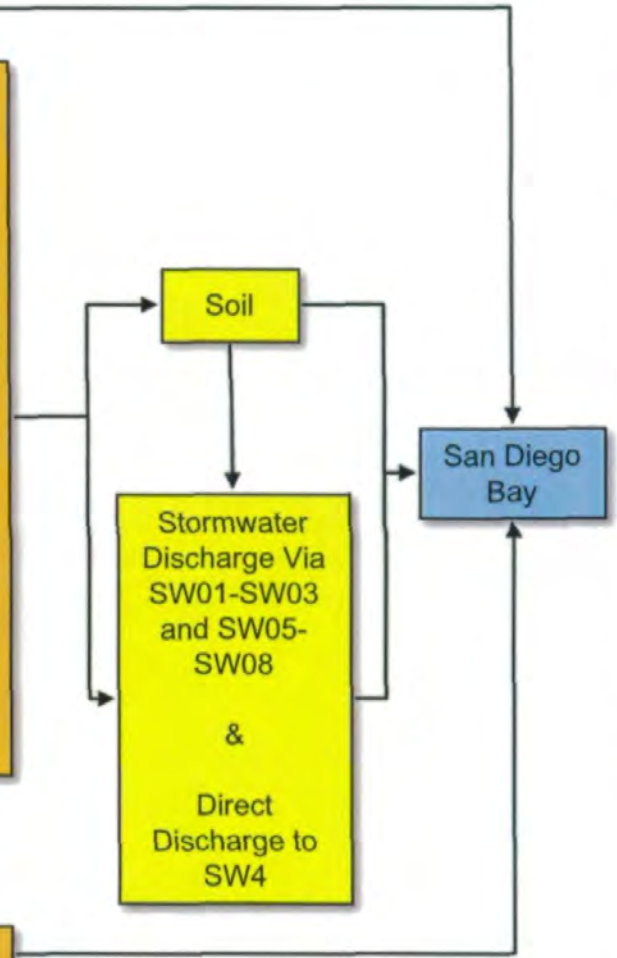 Soil
San Diego
Bay
Stormwater
Discharge Via
SW01-SW03
and SW05-
SW08
&
Direct
Discharge to
SW4